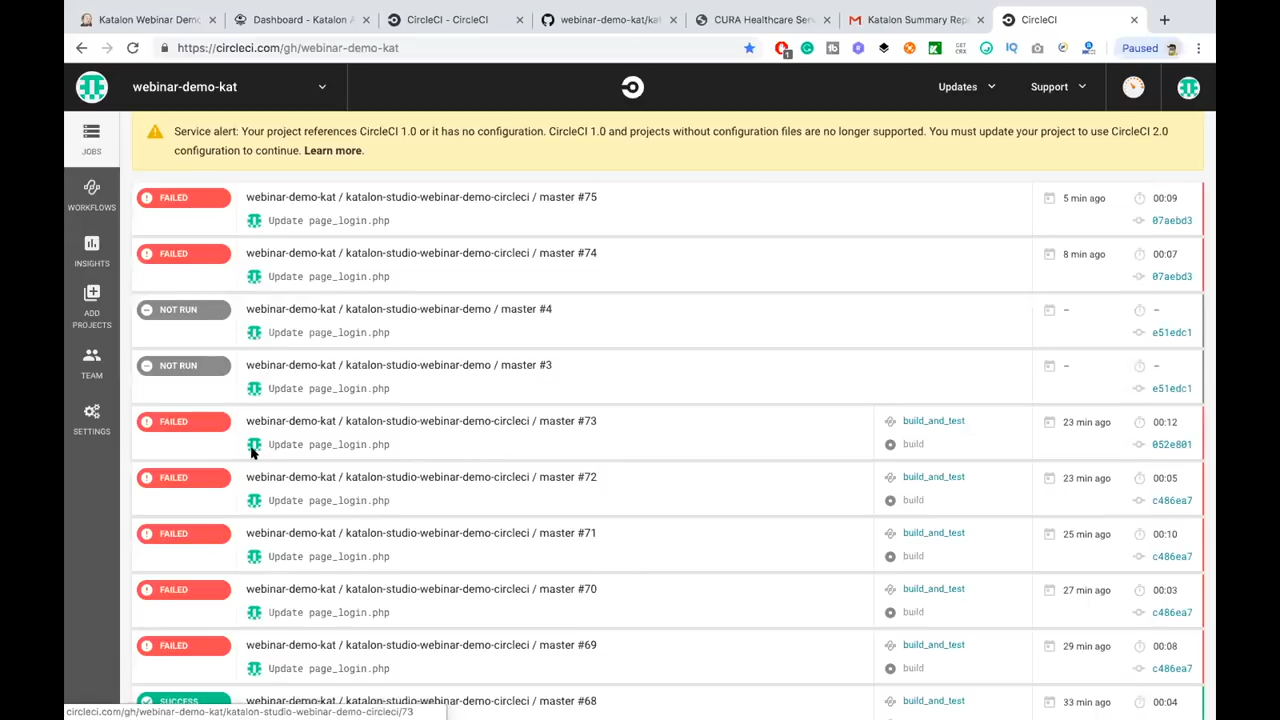 Katalon Webinar Demo
Dashboard - Katalon A
CircleCI - CircleCI
webinar-demo-kat/kat
CURA Healthcare Serv
Katalon Summary Rep
CircleCI
https://circleci.com/gh/webinar-demo-kat
Paused
webinar-demo-kat
Updates
Support
Service alert: Your project references CircleCI 1.0 or it has no configuration. CircleCI 1.0 and projects without configuration files are no longer supported. You must update your project to use CircleCI 2.0
configuration to continue. Learn more.
JOBS
WORKFLOWS
INSIGHTS
ADD
PROJECTS
TEAM
SETTINGS
FAILED webinar-demo-kat / katalon-studio-webinar-demo-circleci / master #75 5 min ago 00:09
Update page_login.php 07aebd3
FAILED webinar-demo-kat / katalon-studio-webinar-demo-circleci / master #74 8 min ago 00:07
Update page_login.php 07aebd3
NOT RUN webinar-demo-kat / katalon-studio-webinar-demo / master #4 – –
Update page_login.php e51edc1
NOT RUN webinar-demo-kat / katalon-studio-webinar-demo / master #3 – –
Update page_login.php e51edc1
FAILED webinar-demo-kat / katalon-studio-webinar-demo-circleci / master #73 build_and_test 23 min ago 00:12
Update page_login.php build 052e801
FAILED webinar-demo-kat / katalon-studio-webinar-demo-circleci / master #72 build_and_test 23 min ago 00:05
Update page_login.php build c486ea7
FAILED webinar-demo-kat / katalon-studio-webinar-demo-circleci / master #71 build_and_test 25 min ago 00:10
Update page_login.php build c486ea7
FAILED webinar-demo-kat / katalon-studio-webinar-demo-circleci / master #70 build_and_test 27 min ago 00:03
Update page_login.php build c486ea7
FAILED webinar-demo-kat / katalon-studio-webinar-demo-circleci / master #69 build_and_test 29 min ago 00:08
Update page_login.php build c486ea7
SUCCESS webinar-demo-kat / katalon-studio-webinar-demo-circleci / master #68 build_and_test 33 min ago 00:04
circleci.com/gh/webinar-demo-kat/katalon-studio-webinar-demo-circleci/73